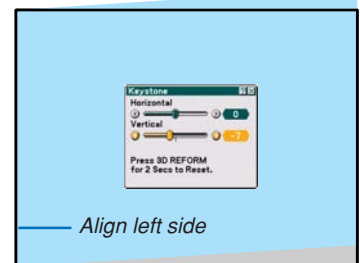 Keystone
Horizontal
0
Vertical
-7
Press 3D REFORM
for 2 Secs to Reset.
Align left side